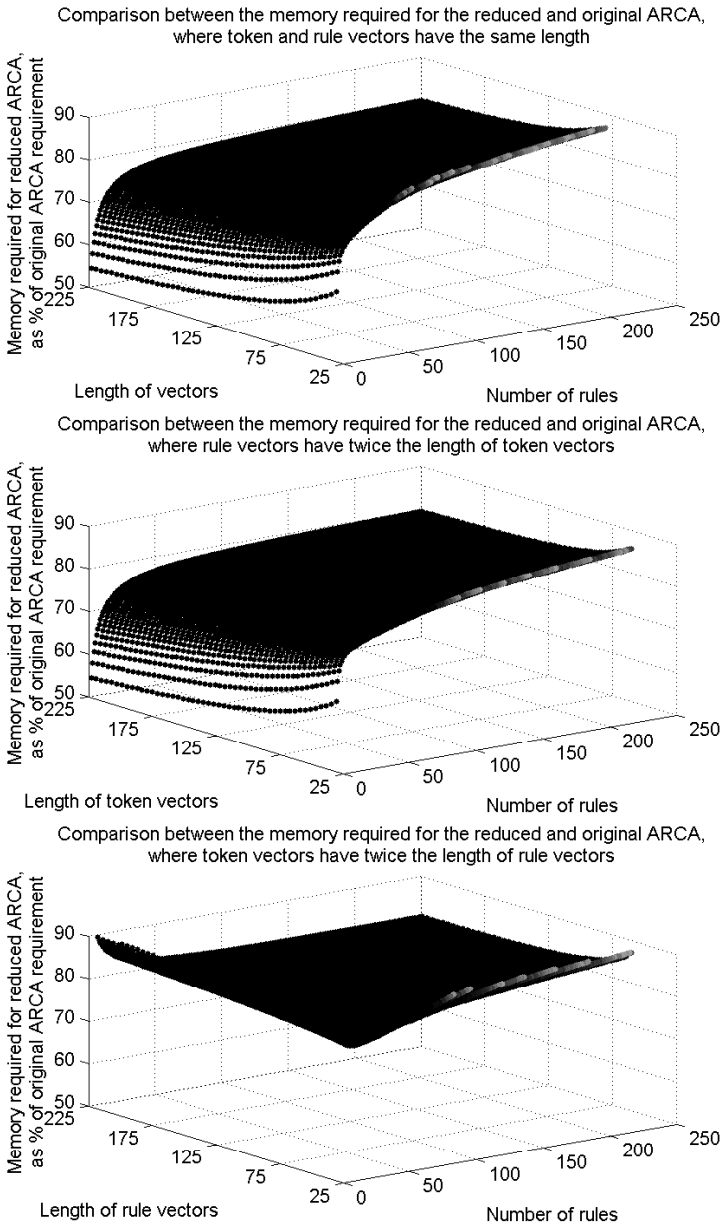 Comparison between the memory required for the reduced and original ARCA,
where token and rule vectors have the same length
Memory required for reduced ARCA,
as % of original ARCA requirement
90
80
70
60
50
225
175
125
75
25
0
50
100
150
200
250
Length of vectors
Number of rules
Comparison between the memory required for the reduced and original ARCA,
where rule vectors have twice the length of token vectors
Memory required for reduced ARCA,
as % of original ARCA requirement
90
80
70
60
50
225
175
125
75
25
0
50
100
150
200
250
Length of token vectors
Number of rules
Comparison between the memory required for the reduced and original ARCA,
where token vectors have twice the length of rule vectors
Memory required for reduced ARCA,
as % of original ARCA requirement
90
80
70
60
50
225
175
125
75
25
0
50
100
150
200
250
Length of rule vectors
Number of rules